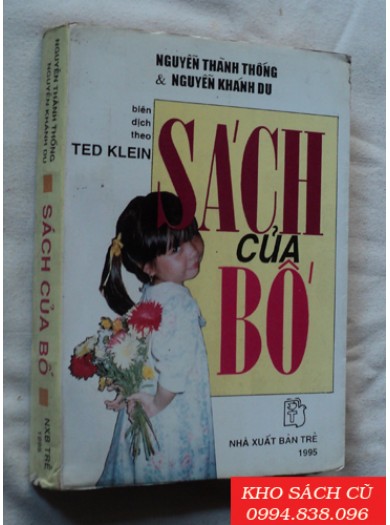 NGUYỄN THÀNH THỐNG
& NGUYỄN KHÁNH DU
biên
dịch
theo
TED KLEIN
SÁCH
CỦA
BỐ
NHÀ XUẤT BẢN TRẺ
1995
NGUYỄN THÀNH THỐNG
NGUYỄN KHÁNH DU
SÁCH CỦA BỐ
NXB TRẺ
1995
KHO SÁCH CŨ
0994.838.096